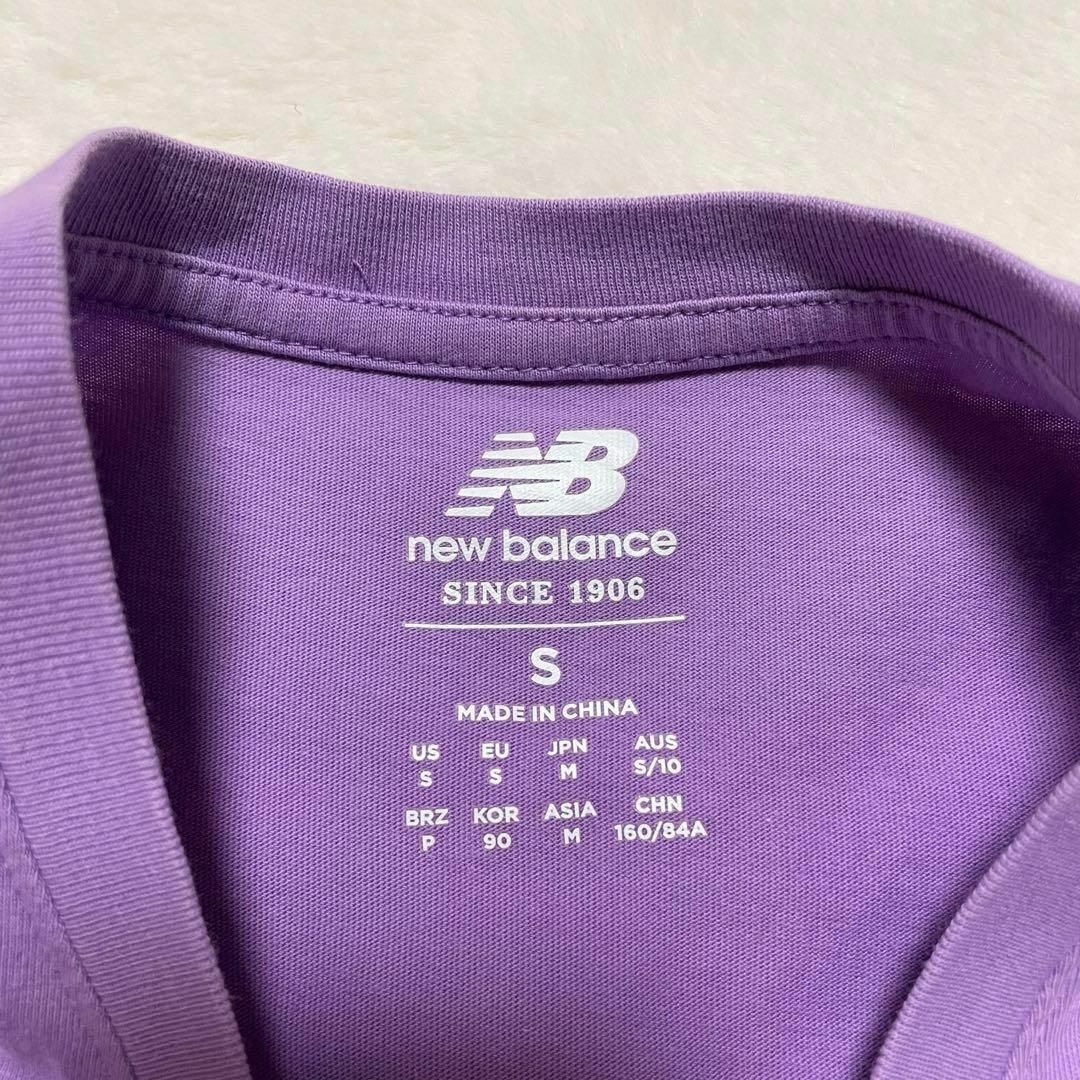 NB
new balance
SINCE 1906
S
MADE IN CHINA
US EU JPN AUS
S S M S/10
BRZ KOR ASIA CHN
P 90 M 160/84A